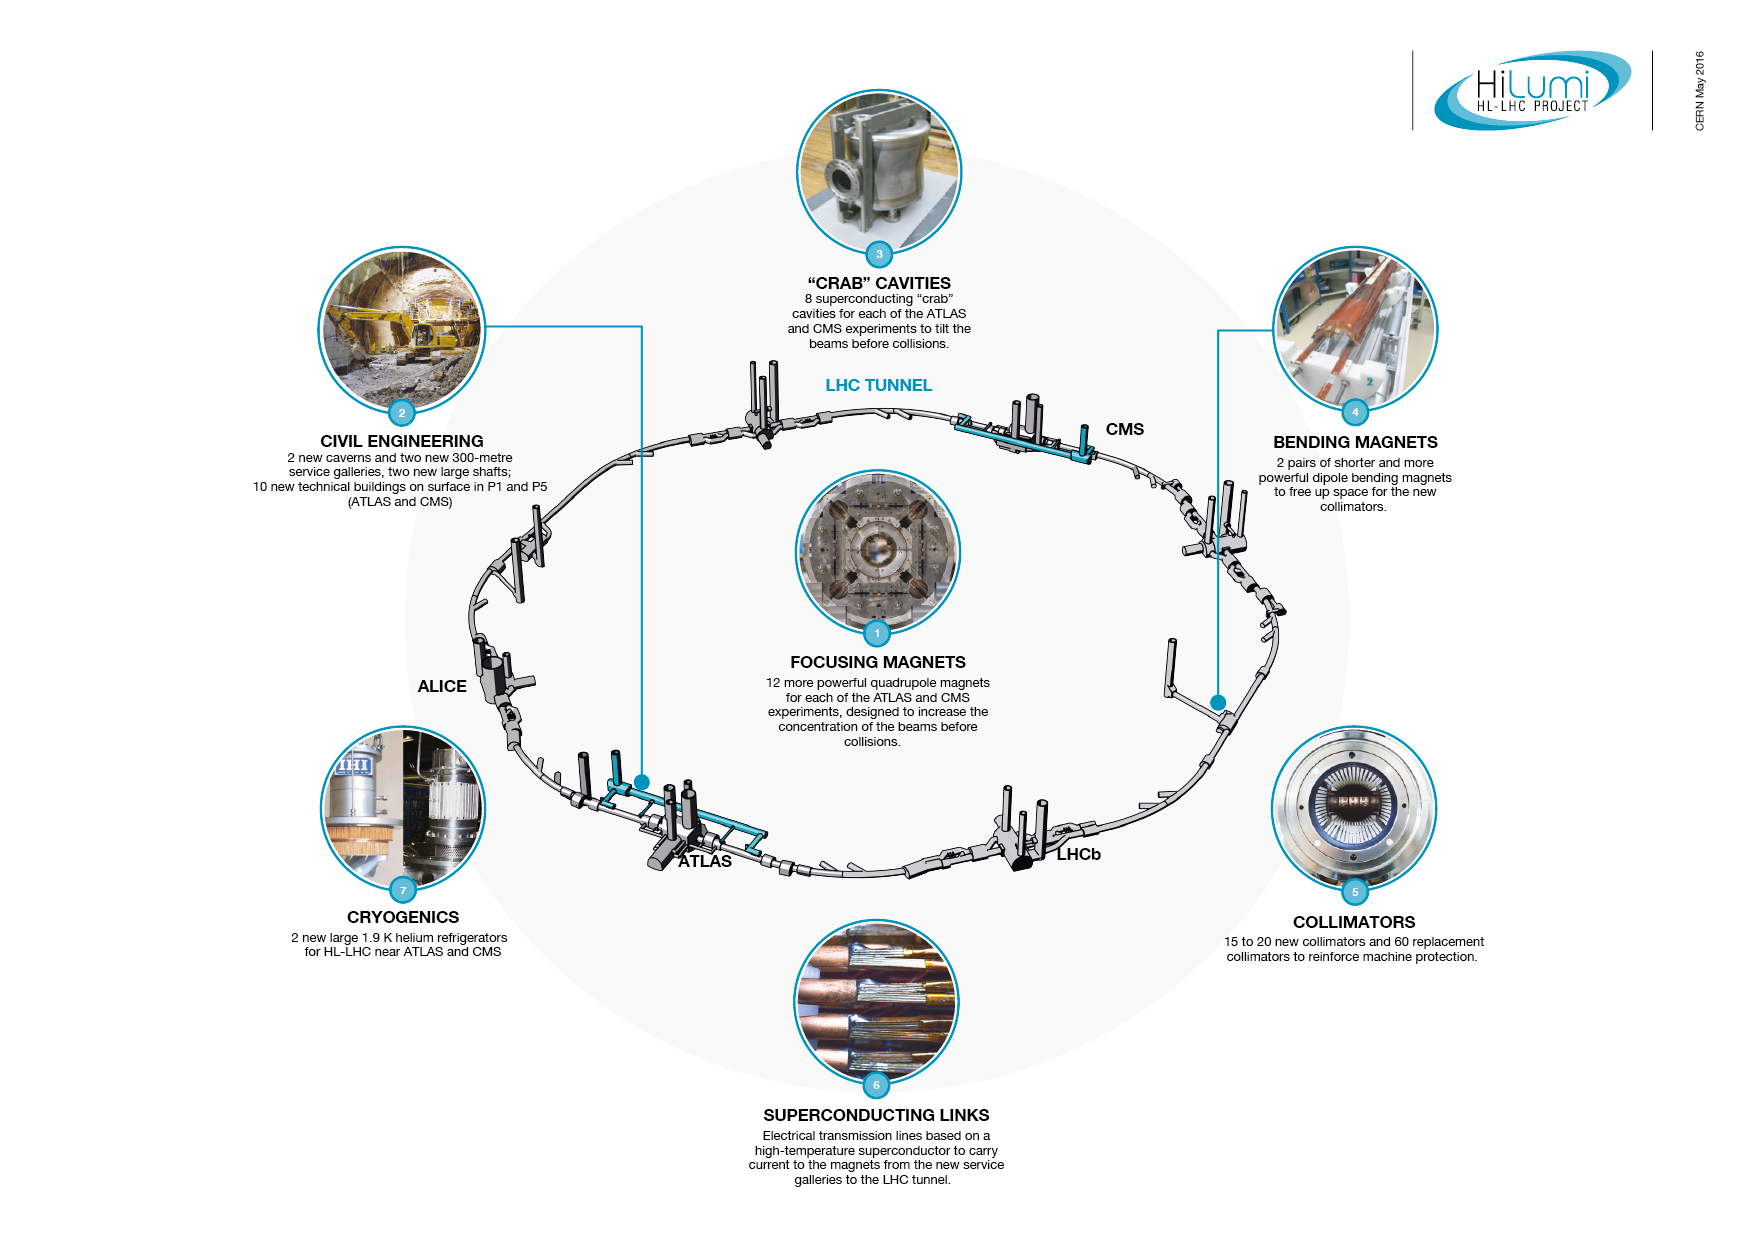 HiLumi
HL-LHC PROJECT
CERN May 2016
3
“CRAB” CAVITIES
8 superconducting “crab”
cavities for each of the ATLAS
and CMS experiments to tilt the
beams before collisions.
2
CIVIL ENGINEERING
2 new caverns and two new 300-metre
service galleries, two new large shafts;
10 new technical buildings on surface in P1 and P5
(ATLAS and CMS)
2
4
BENDING MAGNETS
2 pairs of shorter and more
powerful dipole bending magnets
to free up space for the new
collimators.
LHC TUNNEL
CMS
1
FOCUSING MAGNETS
12 more powerful quadrupole magnets
for each of the ATLAS and CMS
experiments, designed to increase the
concentration of the beams before
collisions.
ALICE
ATLAS
LHCb
IHI
7
CRYOGENICS
2 new large 1.9 K helium refrigerators
for HL-LHC near ATLAS and CMS
5
COLLIMATORS
15 to 20 new collimators and 60 replacement
collimators to reinforce machine protection.
6
SUPERCONDUCTING LINKS
Electrical transmission lines based on a
high-temperature superconductor to carry
current to the magnets from the new service
galleries to the LHC tunnel.